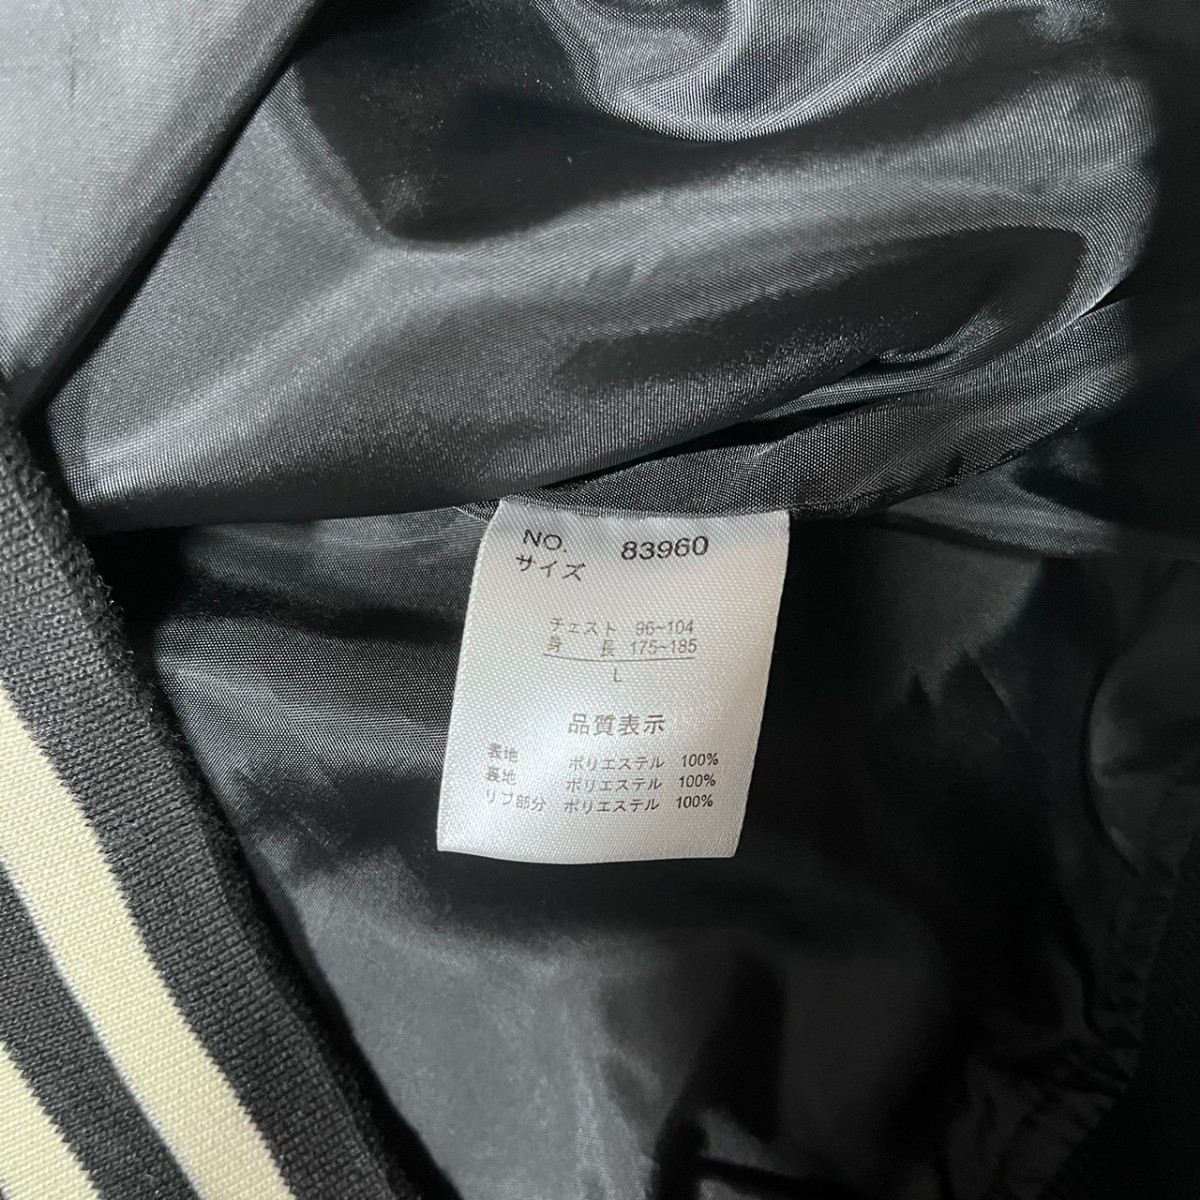 NO. 83960
サイズ
チェスト 96~104
身 長 175~185
L
品質表示
表地 ポリエステル 100%
裏地 ポリエステル 100%
リブ部分 ポリエステル 100%